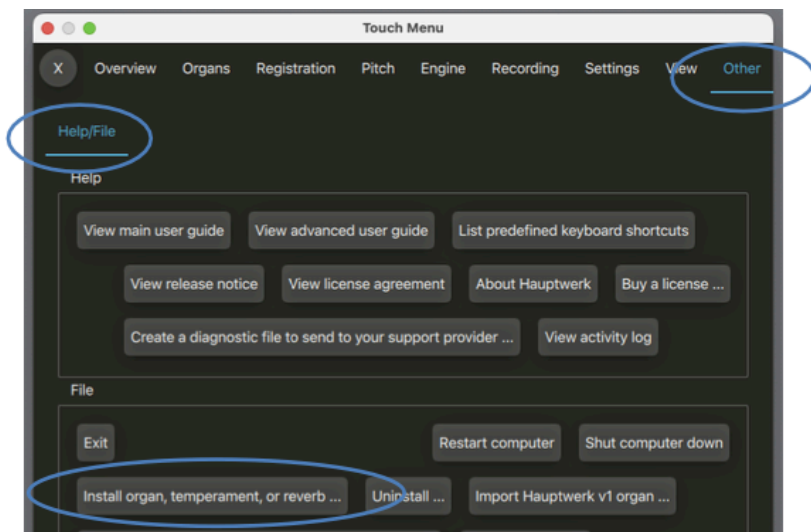 Touch Menu
X Overview Organs Registration Pitch Engine Recording Settings View Other
Help/File
Help
View main user guide View advanced user guide List predefined keyboard shortcuts
View release notice View license agreement About Hauptwerk Buy a license ...
Create a diagnostic file to send to your support provider ... View activity log
File
Exit Restart computer Shut computer down
Install organ, temperament, or reverb ... Uninstall ... Import Hauptwerk v1 organ ...